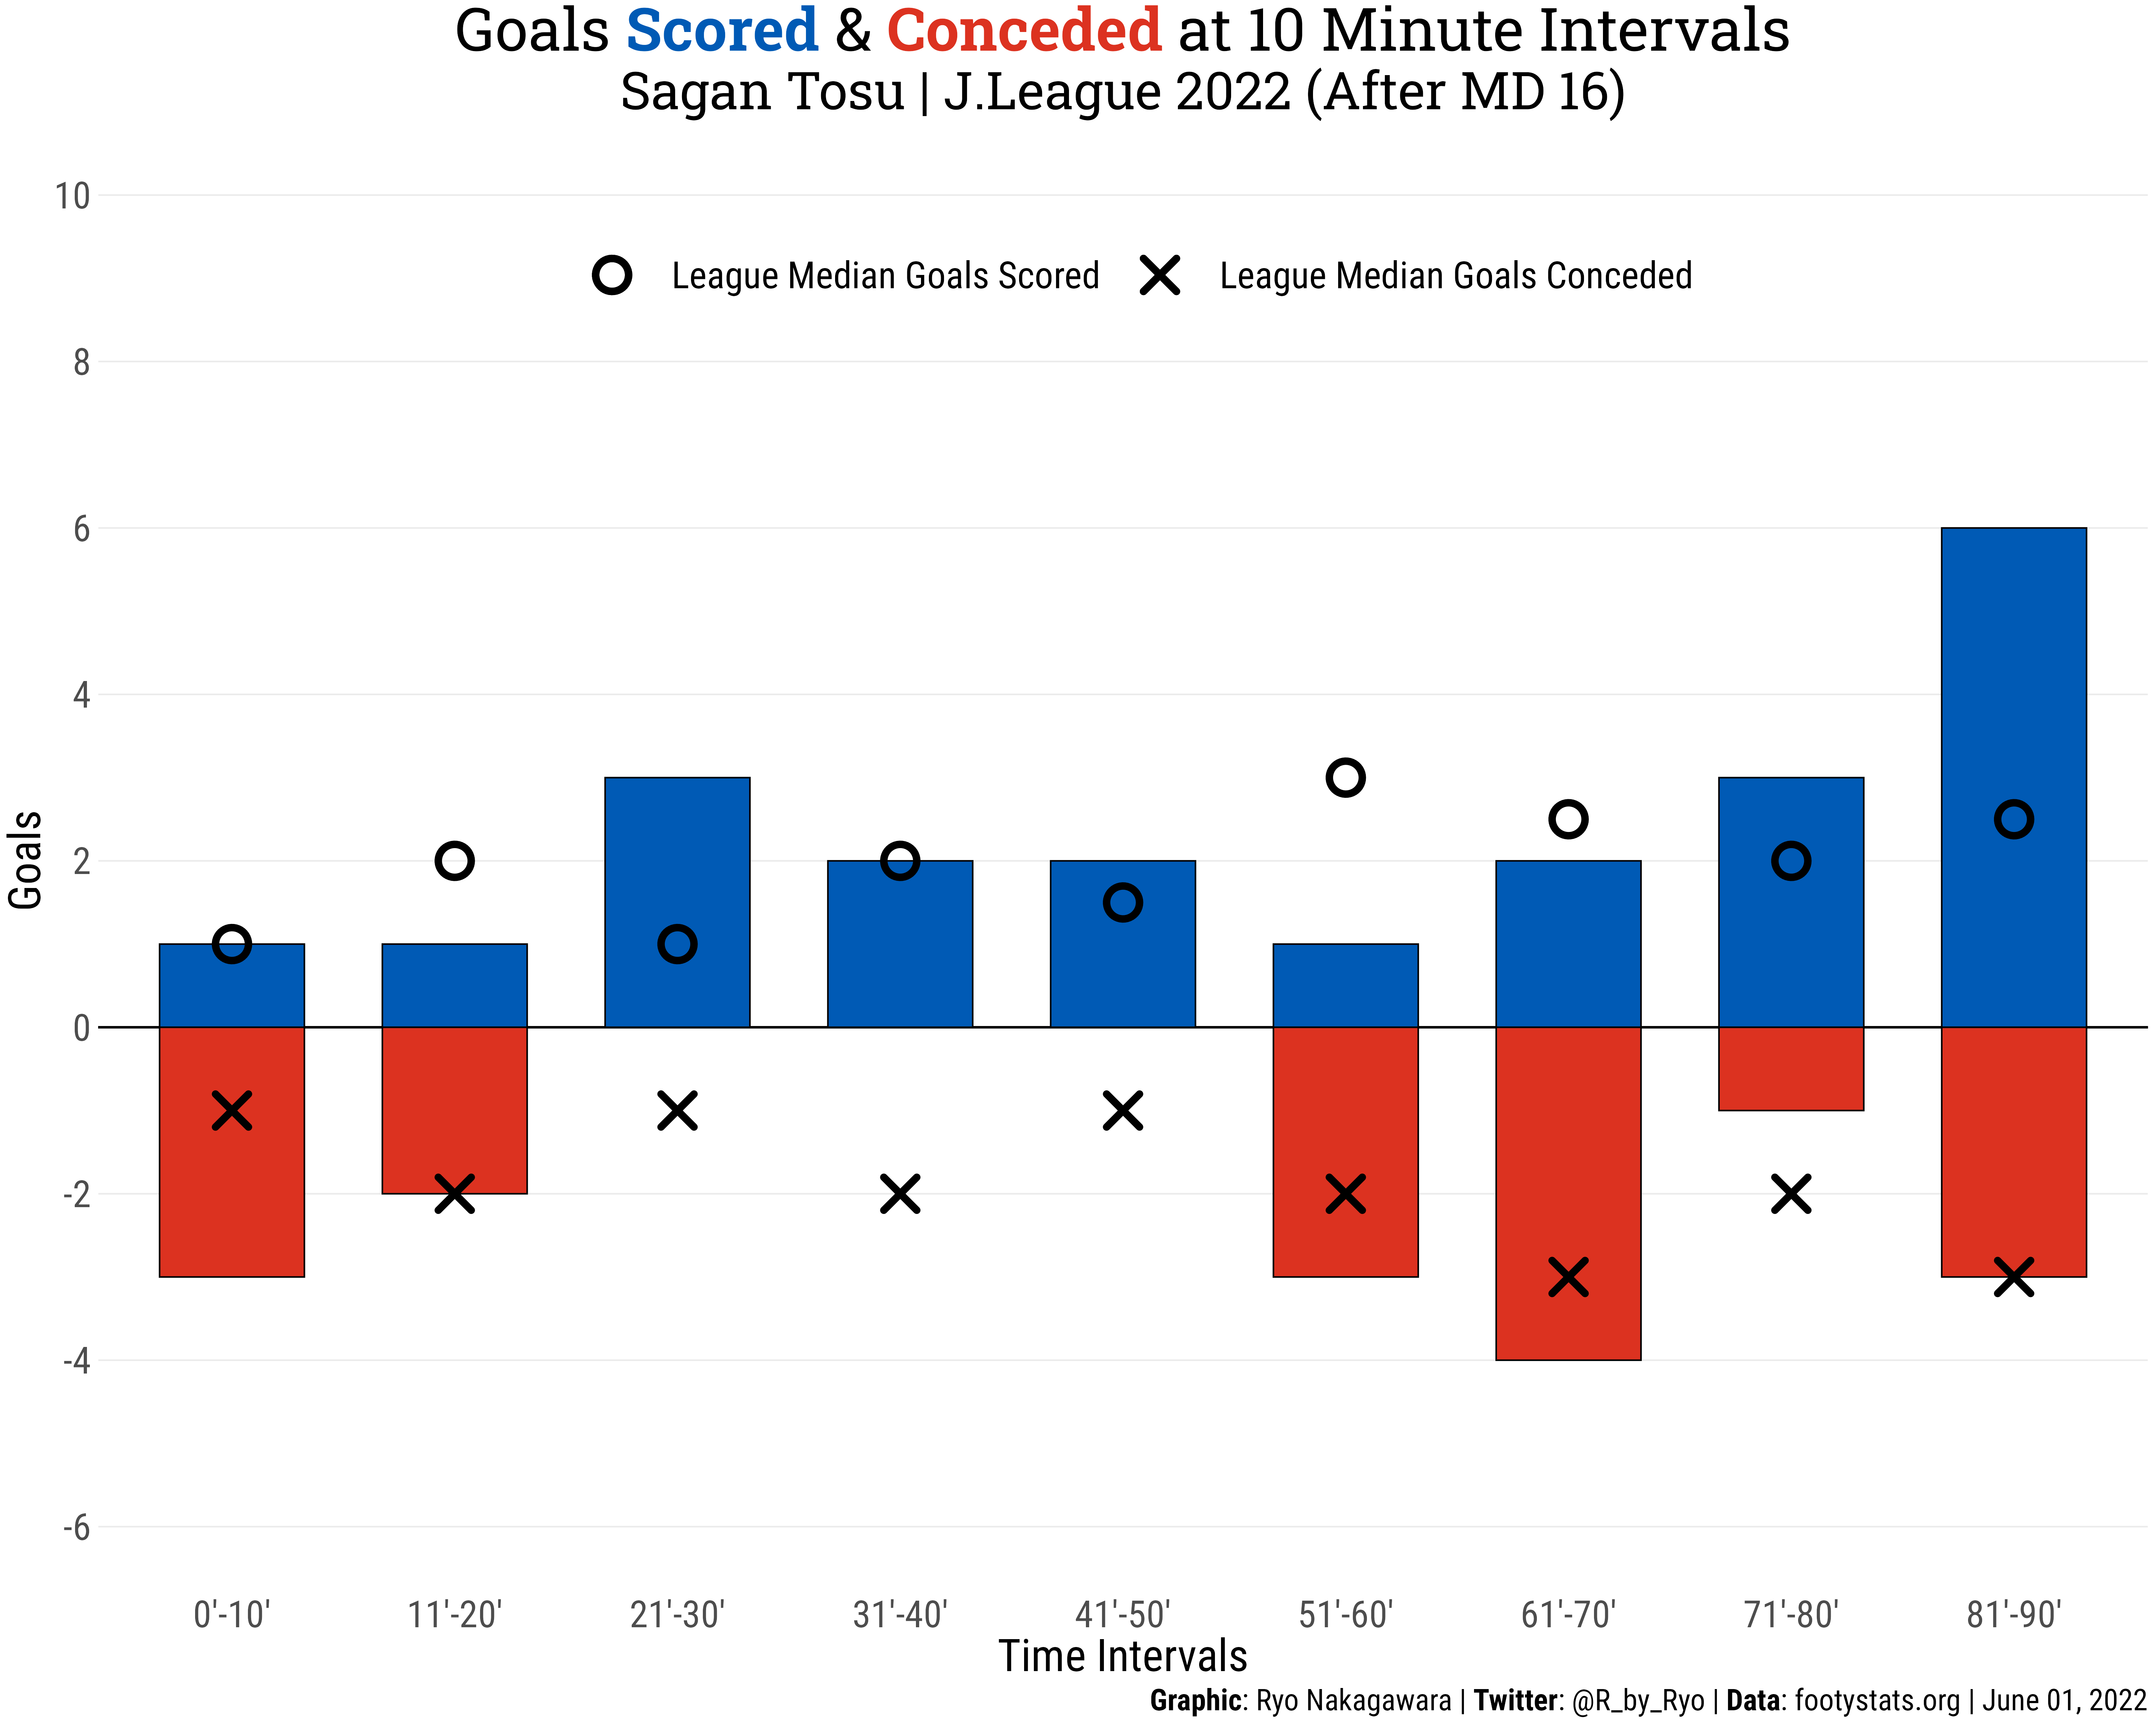 Goals Scored & Conceded at 10 Minute Intervals
Sagan Tosu | J.League 2022 (After MD 16)
10
League Median Goals Scored
League Median Goals Conceded
8
6
4
2
0
-2
-4
-6
Goals
0'-10'
11'-20'
21'-30'
31'-40'
41'-50'
51'-60'
61'-70'
71'-80'
81'-90'
Time Intervals
Graphic: Ryo Nakagawara | Twitter: @R_by_Ryo | Data: footystats.org | June 01, 2022